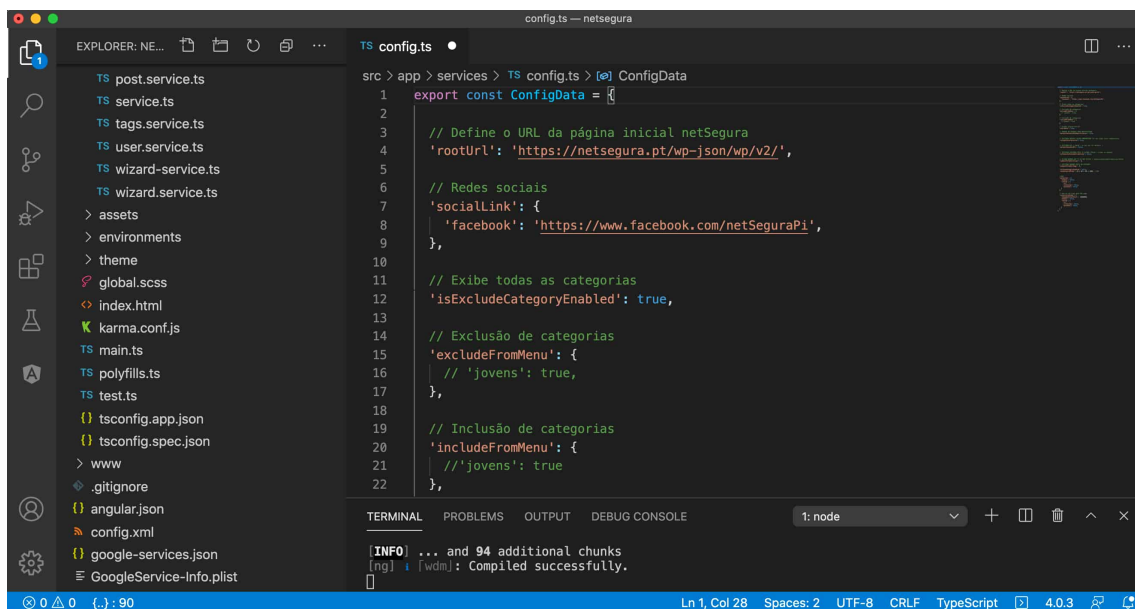 config.ts — netsegura
EXPLORER: NE...
TS config.ts
1
src > app > services > TS config.ts > ConfigData
TS post.service.ts
TS service.ts
TS tags.service.ts
TS user.service.ts
TS wizard-service.ts
TS wizard.service.ts
> assets
> environments
> theme
global.scss
<> index.html
K karma.conf.js
TS main.ts
TS polyfills.ts
TS test.ts
{} tsconfig.app.json
{} tsconfig.spec.json
> www
.gitignore
{} angular.json
config.xml
{} google-services.json
GoogleService-Info.plist
1 export const ConfigData = {
2
3 // Define o URL da página inicial netSegura
4 'rootUrl': 'https://netsegura.pt/wp-json/wp/v2/',
5
6 // Redes sociais
7 'socialLink': {
8 'facebook': 'https://www.facebook.com/netSeguraPi',
9 },
10
11 // Exibe todas as categorias
12 'isExcludeCategoryEnabled': true,
13
14 // Exclusão de categorias
15 'excludeFromMenu': {
16 // 'jovens': true,
17 },
18
19 // Inclusão de categorias
20 'includeFromMenu': {
21 //'jovens': true
22 },
TERMINAL PROBLEMS OUTPUT DEBUG CONSOLE 1: node
[INFO] ... and 94 additional chunks
[ng] i ｢wdm｣: Compiled successfully.
0 0 {..} : 90 Ln 1, Col 28 Spaces: 2 UTF-8 CRLF TypeScript 4.0.3